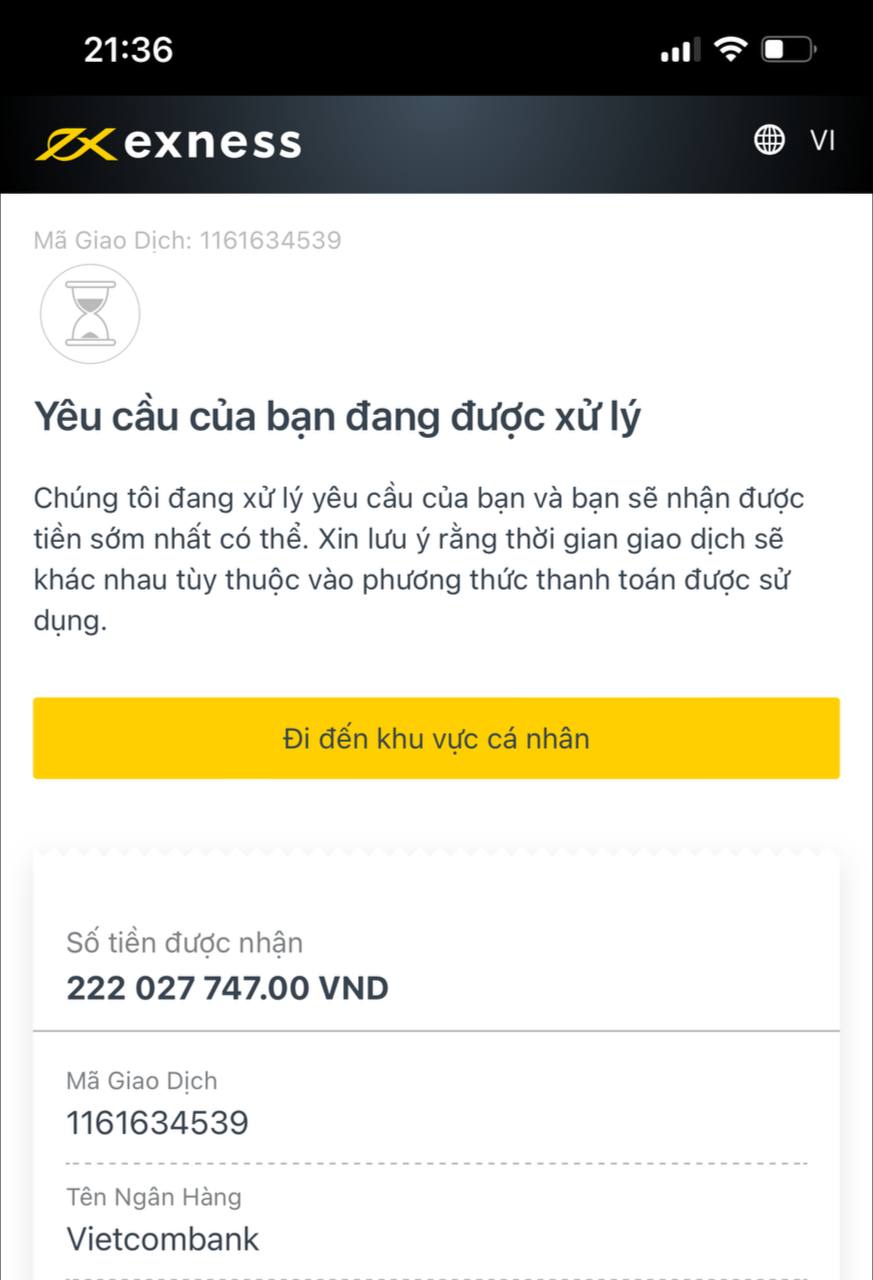 21:36
exness
VI
Mã Giao Dịch: 1161634539
Yêu cầu của bạn đang được xử lý
Chúng tôi đang xử lý yêu cầu của bạn và bạn sẽ nhận được
tiền sớm nhất có thể. Xin lưu ý rằng thời gian giao dịch sẽ
khác nhau tùy thuộc vào phương thức thanh toán được sử
dụng.
Đi đến khu vực cá nhân
Số tiền được nhận
222 027 747.00 VND
Mã Giao Dịch
1161634539
Tên Ngân Hàng
Vietcombank